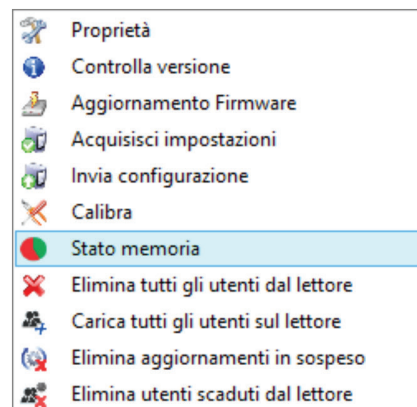 Proprietà
Controlla versione
Aggiornamento Firmware
Acquisisci impostazioni
Invia configurazione
Calibra
Stato memoria
Elimina tutti gli utenti dal lettore
Carica tutti gli utenti sul lettore
Elimina aggiornamenti in sospeso
Elimina utenti scaduti dal lettore